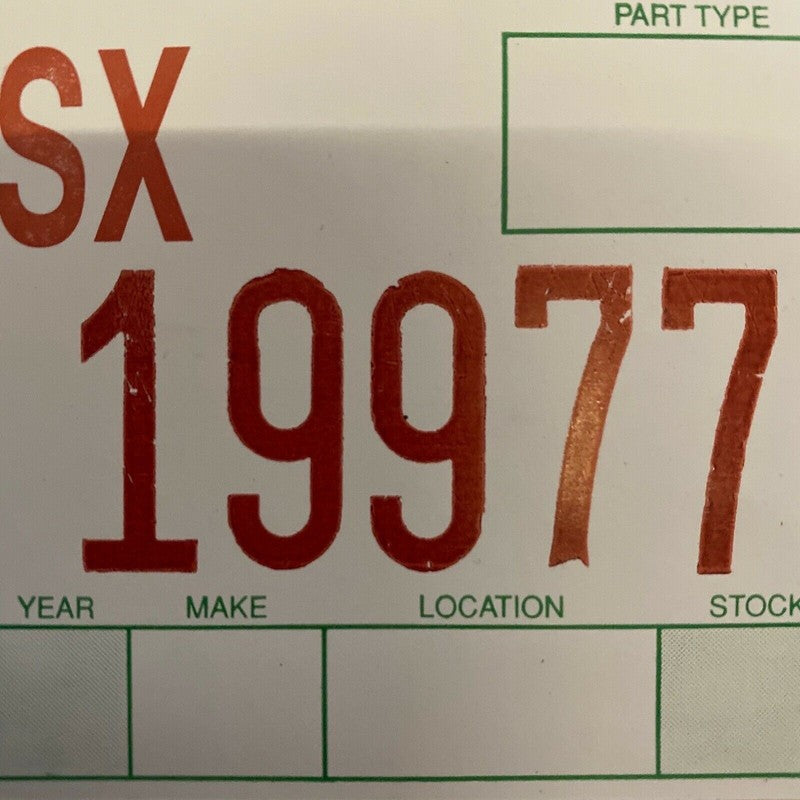 PART TYPE
SX
19977
YEAR MAKE LOCATION STOCK